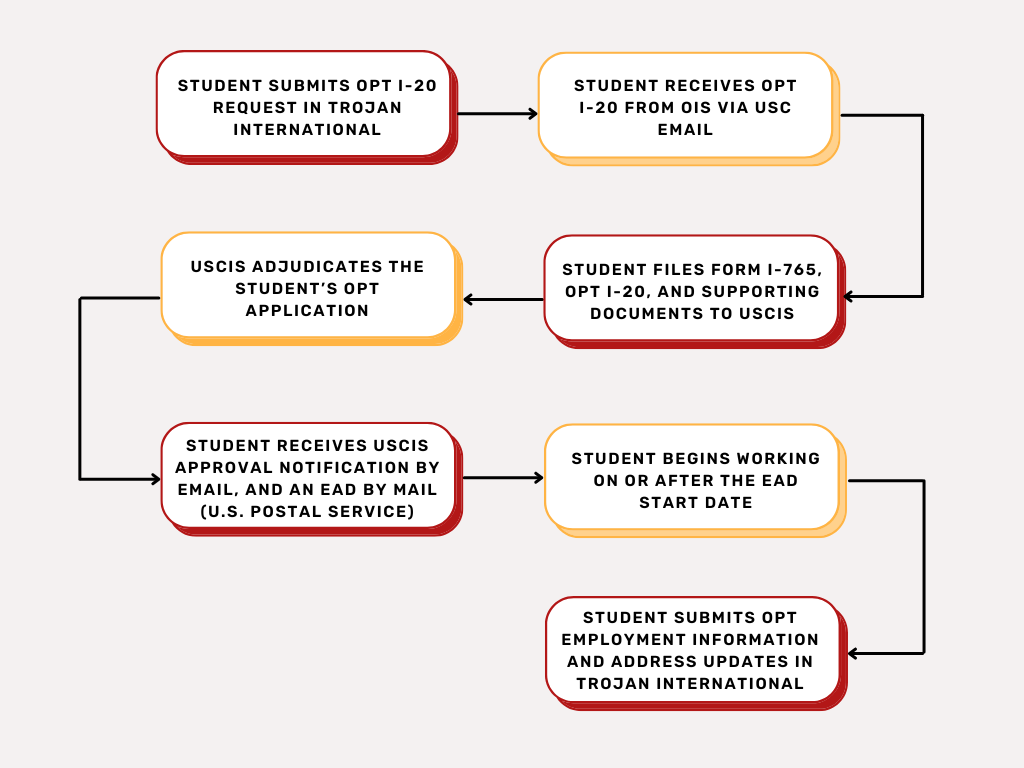 STUDENT SUBMITS OPT I-20
REQUEST IN TROJAN
INTERNATIONAL
STUDENT RECEIVES OPT
I-20 FROM OIS VIA USC
EMAIL
STUDENT FILES FORM I-765,
OPT I-20, AND SUPPORTING
DOCUMENTS TO USCIS
USCIS ADJUDICATES THE
STUDENT'S OPT
APPLICATION
STUDENT RECEIVES USCIS
APPROVAL NOTIFICATION BY
EMAIL, AND AN EAD BY MAIL
(U.S. POSTAL SERVICE)
STUDENT BEGINS WORKING
ON OR AFTER THE EAD
START DATE
STUDENT SUBMITS OPT
EMPLOYMENT INFORMATION
AND ADDRESS UPDATES IN
TROJAN INTERNATIONAL